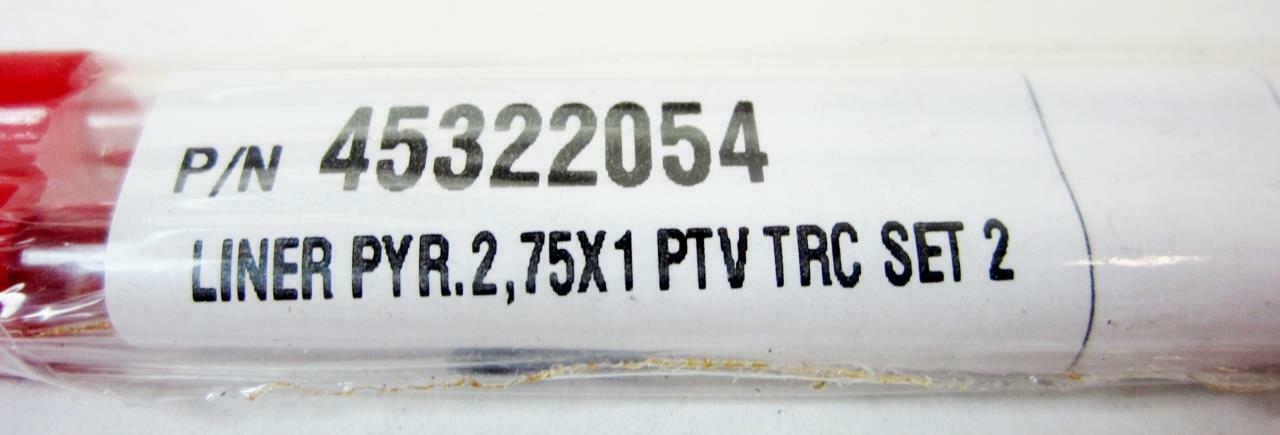 P/N 45322054
LINER PYR.2,75X1 PTV TRC SET 2